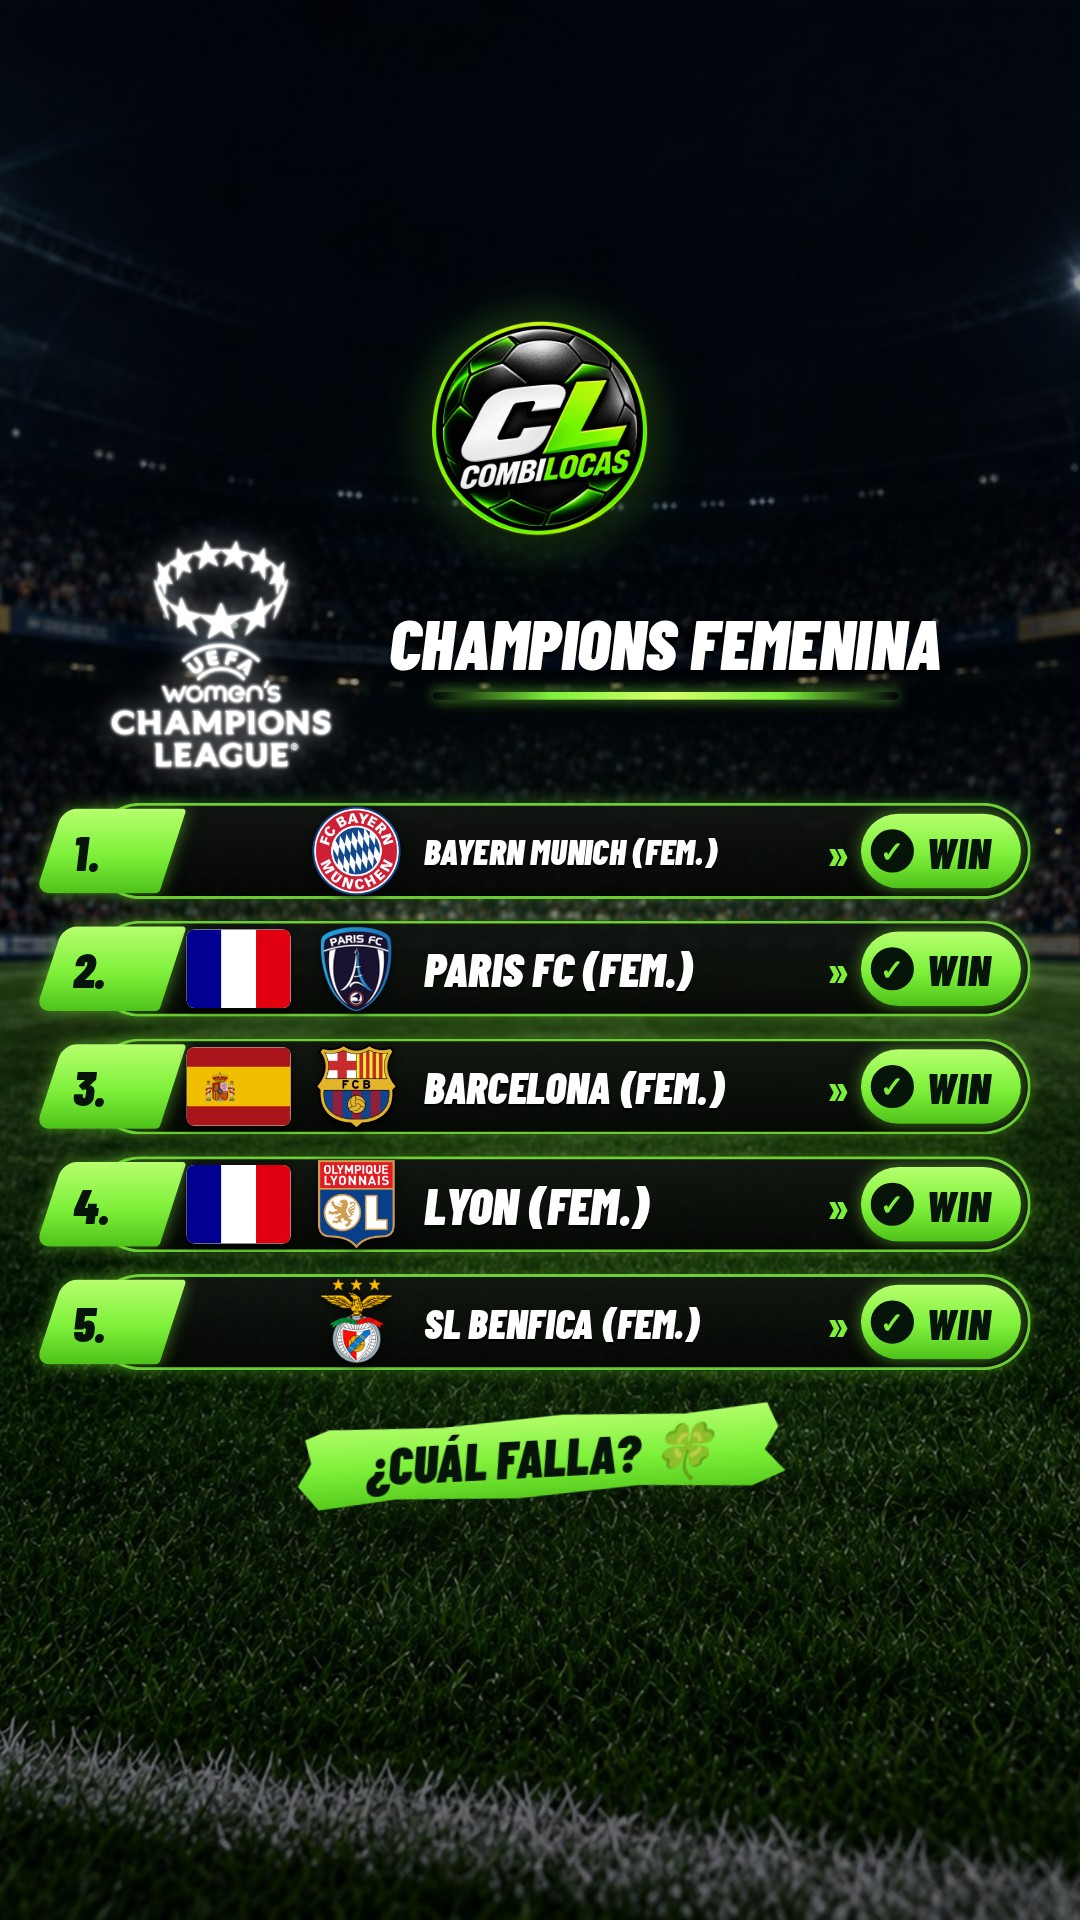 CL
COMBILOCAS
UEFA
women's
CHAMPIONS
LEAGUE®
CHAMPIONS FEMENINA
1. FC BAYERN MÜNCHEN BAYERN MUNICH (FEM.) » ✓ WIN
2. PARIS FC PARIS FC (FEM.) » ✓ WIN
3. FCB BARCELONA (FEM.) » ✓ WIN
4. OLYMPIQUE LYONNAIS OL LYON (FEM.) » ✓ WIN
5. SL BENFICA (FEM.) » ✓ WIN
¿CUÁL FALLA? 🍀